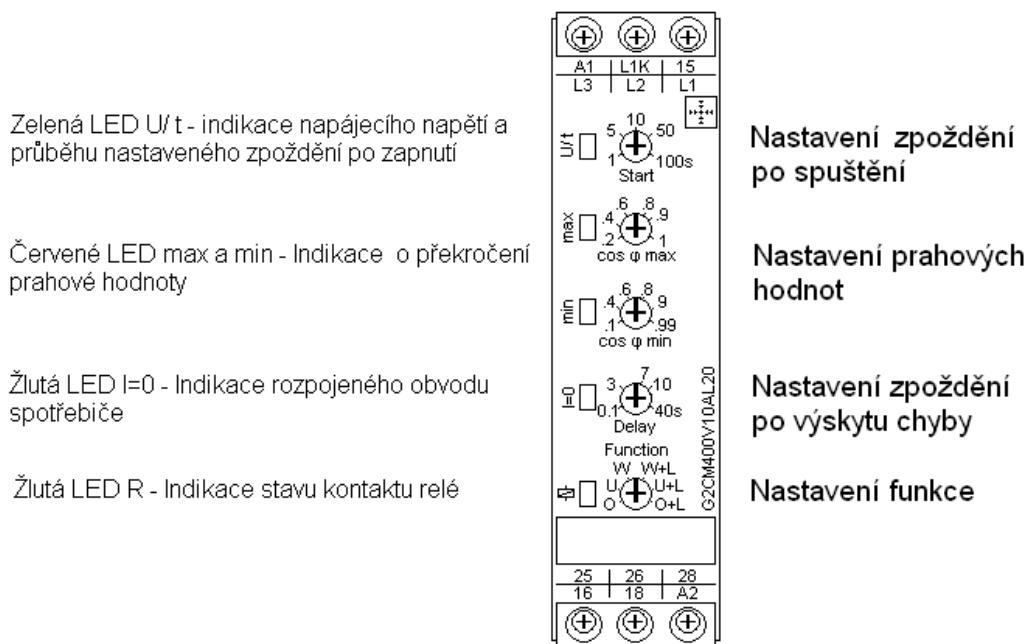 Zelená LED U/ t - indikace napájecího napětí a
průběhu nastaveného zpoždění po zapnutí
Červené LED max a min - Indikace o překročení
prahové hodnoty
Žlutá LED I=0 - Indikace rozpojeného obvodu
spotřebiče
Žlutá LED R - Indikace stavu kontaktu relé
A1 L1K 15
L3 L2 L1
U/t
1 5 10 50 100s
Start
max
.2 .4 .6 .8 .9 1
cos φ max
min
.1 .4 .6 .8 9 .99
cos φ min
I=0
0.1 3 7 10 40s
Delay
Function
W W+L
U U+L
O O+L
G2CM400V10AL20
25 26 28
16 18 A2
Nastavení zpoždění
po spuštění
Nastavení prahových
hodnot
Nastavení zpoždění
po výskytu chyby
Nastavení funkce